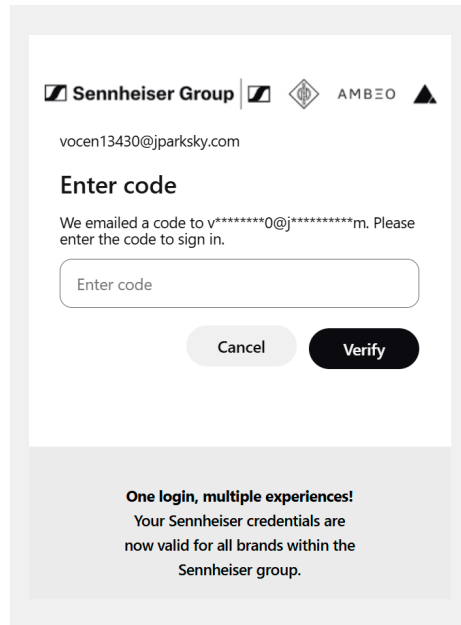 Sennheiser Group AMBEO
vocen13430@jparksky.com
Enter code
We emailed a code to v********0@j**********m. Please
enter the code to sign in.
Enter code
Cancel Verify
One login, multiple experiences!
Your Sennheiser credentials are
now valid for all brands within the
Sennheiser group.